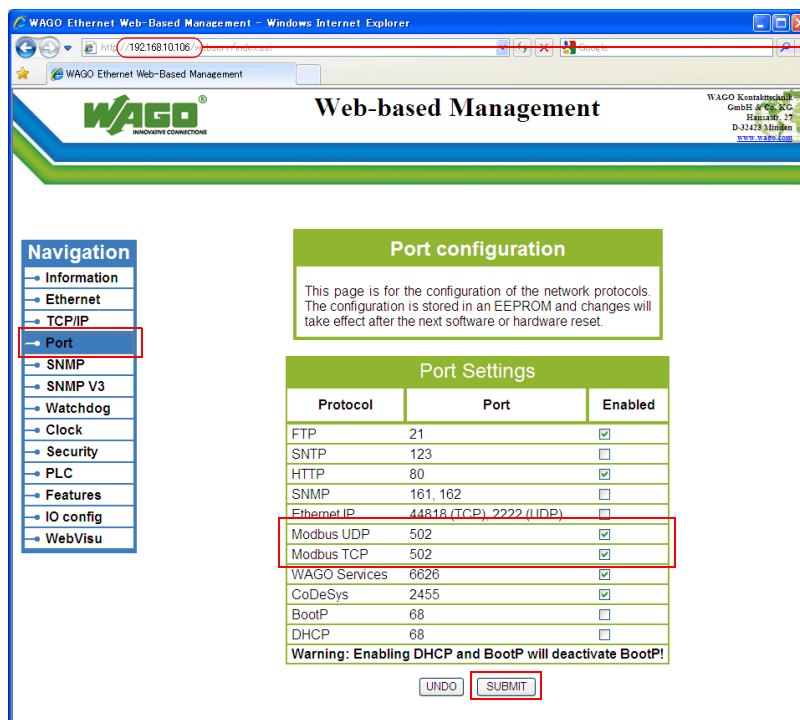 WAGO Ethernet Web-Based Management - Windows Internet Explorer
http://192.168.10.106/webserv/index.ssi
Google
WAGO Ethernet Web-Based Management
WAGO®
INNOVATIVE CONNECTIONS
Web-based Management
WAGO Kontakttechnik
GmbH & Co. KG
Hansastr. 27
D-32423 Minden
www.wago.com
Navigation
Information
Ethernet
TCP/IP
Port
SNMP
SNMP V3
Watchdog
Clock
Security
PLC
Features
IO config
WebVisu
Port configuration
This page is for the configuration of the network protocols.
The configuration is stored in an EEPROM and changes will
take effect after the next software or hardware reset.
Port Settings
Protocol Port Enabled
FTP 21
SNTP 123
HTTP 80
SNMP 161, 162
Ethernet IP 44818 (TCP), 2222 (UDP)
Modbus UDP 502
Modbus TCP 502
WAGO Services 6626
CoDeSys 2455
BootP 68
DHCP 68
Warning: Enabling DHCP and BootP will deactivate BootP!
UNDO SUBMIT